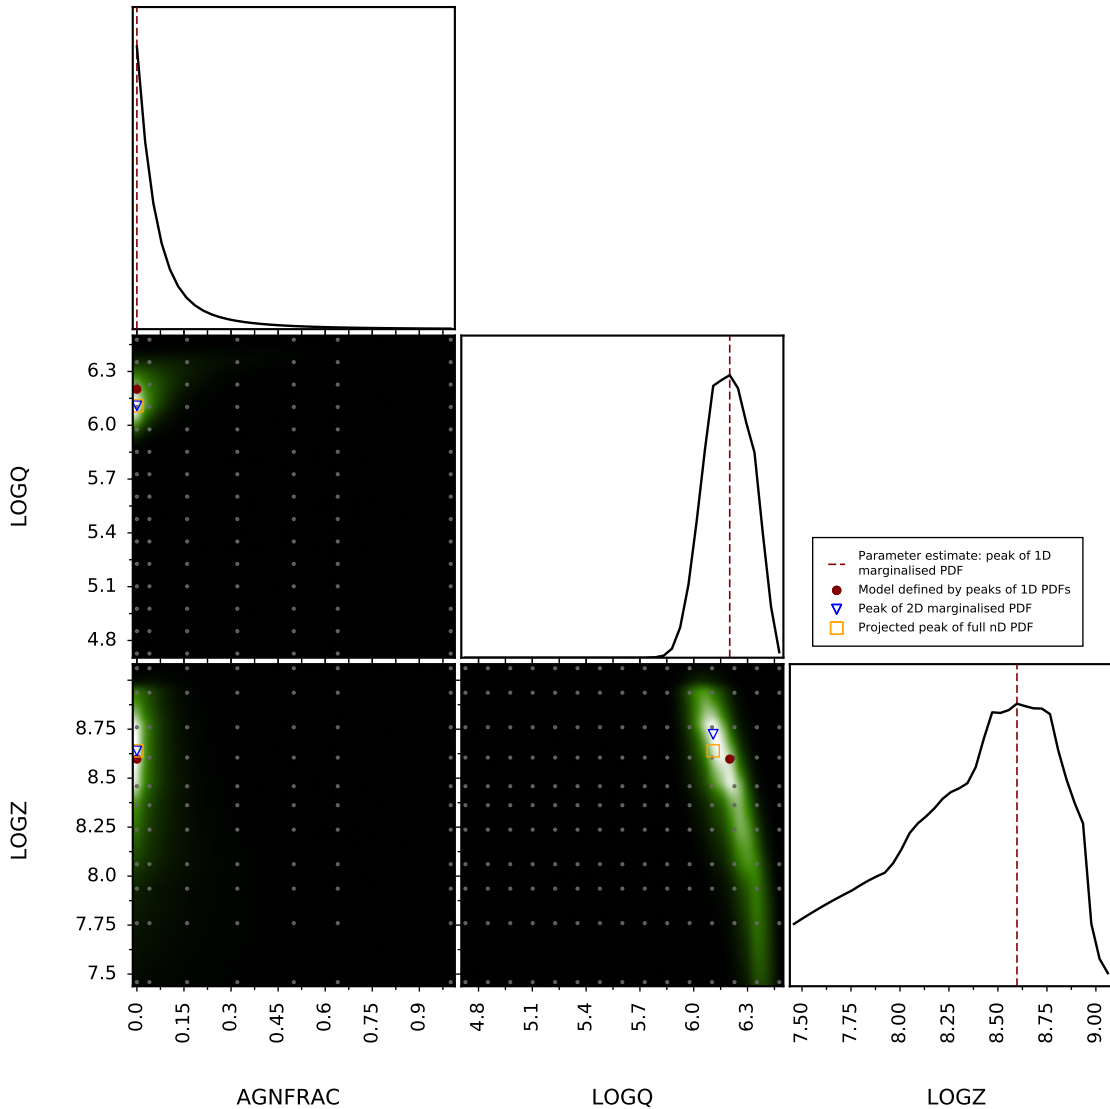 6.3
6.0
5.7
5.4
5.1
4.8
LOGQ
Parameter estimate: peak of 1D
marginalised PDF
Model defined by peaks of 1D PDFs
Peak of 2D marginalised PDF
Projected peak of full nD PDF
8.75
8.5
8.25
8.0
7.75
7.5
LOGZ
0.0 0.15 0.3 0.45 0.6 0.75 0.9
4.8 5.1 5.4 5.7 6.0 6.3
7.50 7.75 8.00 8.25 8.50 8.75 9.00
AGNFRAC LOGQ LOGZ